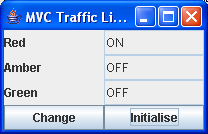 MVC Traffic Li...
Red ON
Amber OFF
Green OFF
Change Initialise